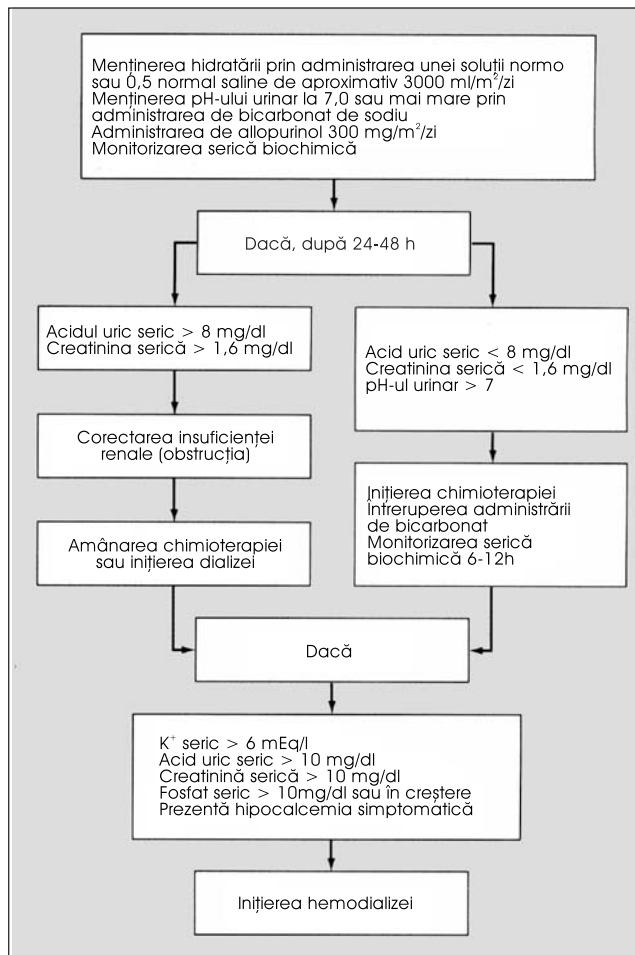 Menținerea hidratării prin administrarea unei soluții normo
sau 0,5 normal saline de aproximativ 3000 ml/m²/zi
Menținerea pH-ului urinar la 7,0 sau mai mare prin
administrarea de bicarbonat de sodiu
Administrarea de allopurinol 300 mg/m²/zi
Monitorizarea serică biochimică
Dacă, după 24-48 h
Acidul uric seric > 8 mg/dl
Creatinina serică > 1,6 mg/dl
Acid uric seric < 8 mg/dl
Creatinina serică < 1,6 mg/dl
pH-ul urinar > 7
Corectarea insuficienței
renale (obstrucția)
Inițierea chimioterapiei
Întreruperea administrării
de bicarbonat
Monitorizarea serică
biochimică 6-12h
Amânarea chimioterapiei
sau inițierea dializei
Dacă
K⁺ seric > 6 mEq/l
Acid uric seric > 10 mg/dl
Creatinină serică > 10 mg/dl
Fosfat seric > 10mg/dl sau în creștere
Prezentă hipocalcemia simptomatică
Inițierea hemodializei